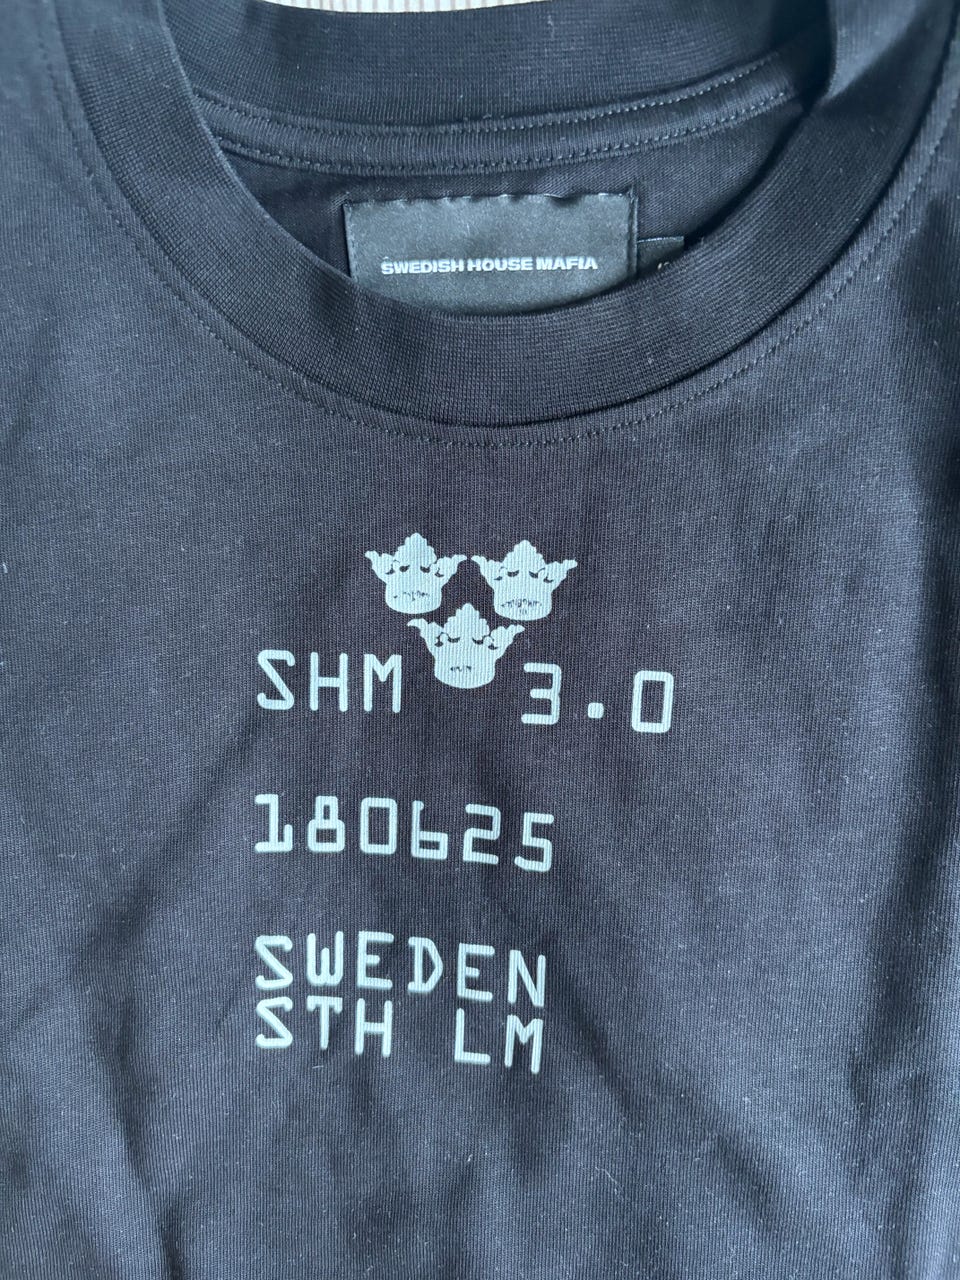 SWEDISH HOUSE MAFIA
SHM 3.0
180625
SWEDEN
STH LM